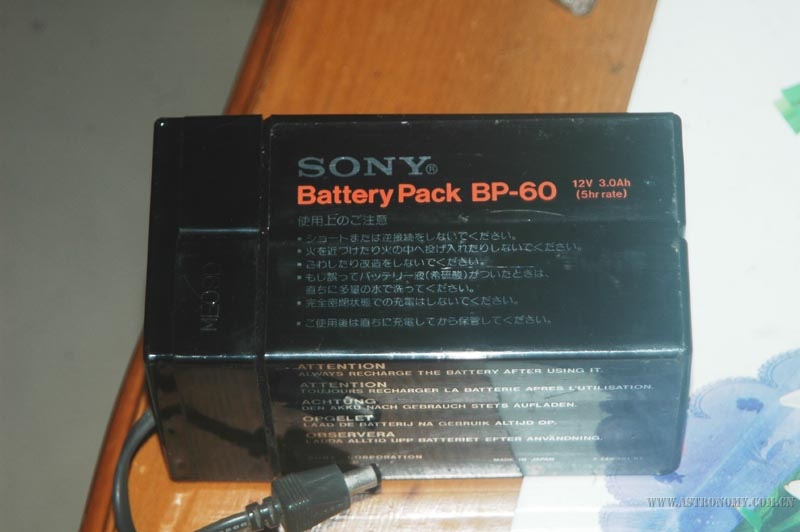 SONY®
Battery Pack BP-60
12V 3.0Ah
(5hr rate)
使用上のご注意
▪ショートまたは逆接続をしないでください。
▪火を近づけたり火の中へ投げ入れたりしないでください。
▪こわしたり改造をしないでください。
▪もし誤ってバッテリー液(希硫酸)がついたときは、
直ちに多量の水で洗ってください。
▪完全密閉状態での充電はしないでください。
▪ご使用後は直ちに充電してから保管してください。
ATTENTION
ALWAYS RECHARGE THE BATTERY AFTER USING IT.
ATTENTION
TOUJOURS RECHARGER LA BATTERIE APRES L'UTILISATION.
ACHTUNG
DEN AKKO NACH GEBRAUCH STETS AUFLADEN.
OPGELET
LAAD DE BATTERIJ NA GEBRUIK ALTIJD OP.
OBSERVERA
LADDA ALLTID UPP BATTERIET EFTER ANVÄNDNING.
SONY CORPORATION
MADE IN JAPAN
WWW.ASTRONOMY.COM.CN